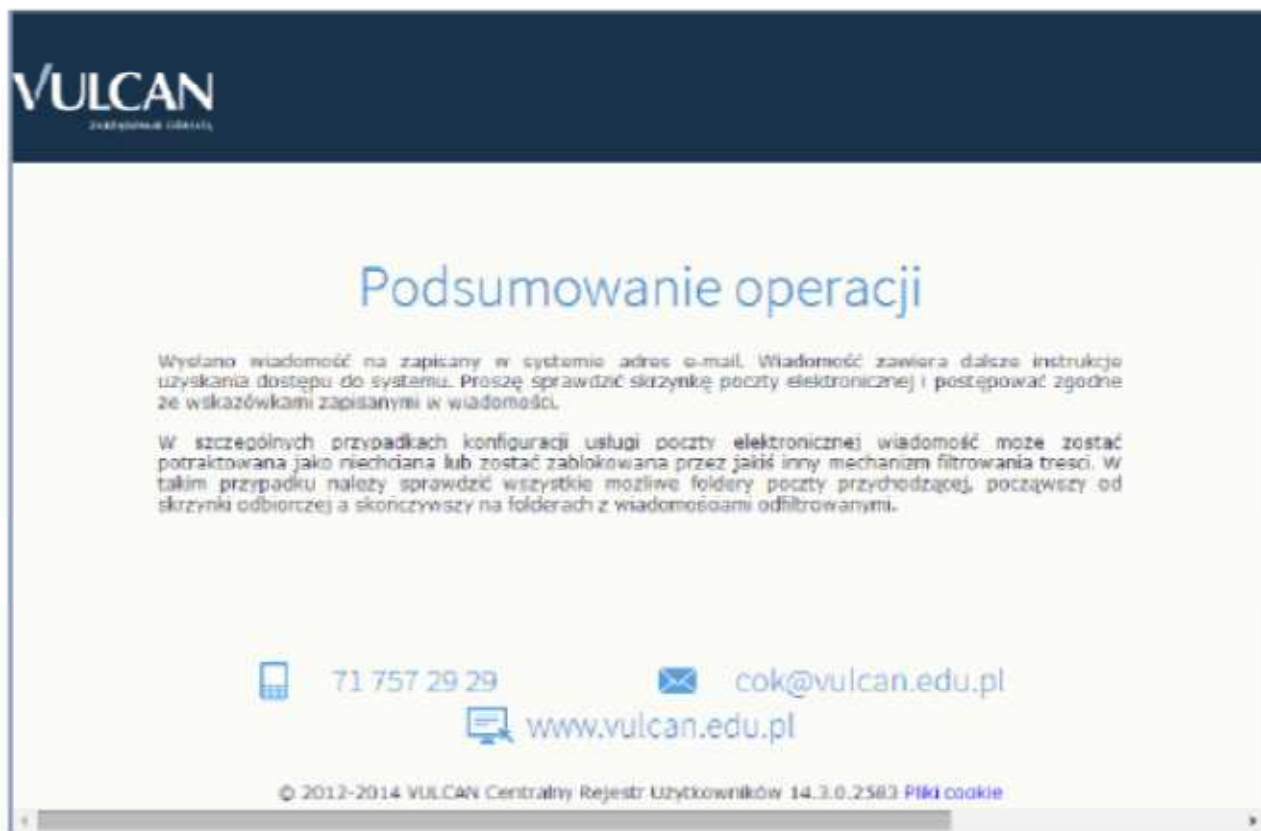 VULCAN
Podsumowanie operacji
Wysłano wiadomość na zapisany w systemie adres e-mail. Wiadomość zawiera dalsze instrukcje
uzyskania dostępu do systemu. Proszę sprawdzić skrzynkę poczty elektronicznej i postępować zgodne
ze wskazówkami zapisanymi w wiadomości.
W szczególnych przypadkach konfiguracji usługi poczty elektronicznej wiadomość może zostać
potraktowana jako niechciana lub zostać zablokowana przez jakiś inny mechanizm filtrowania treści. W
takim przypadku należy sprawdzić wszystkie możliwe foldery poczty przychodzącej, począwszy od
skrzynki odbiorczej a skończywszy na folderach z wiadomościami odfiltrowanymi.
71 757 29 29
cok@vulcan.edu.pl
www.vulcan.edu.pl
© 2012-2014 VULCAN Centralny Rejestr Użytkowników 14.3.0.2583 Pliki cookie